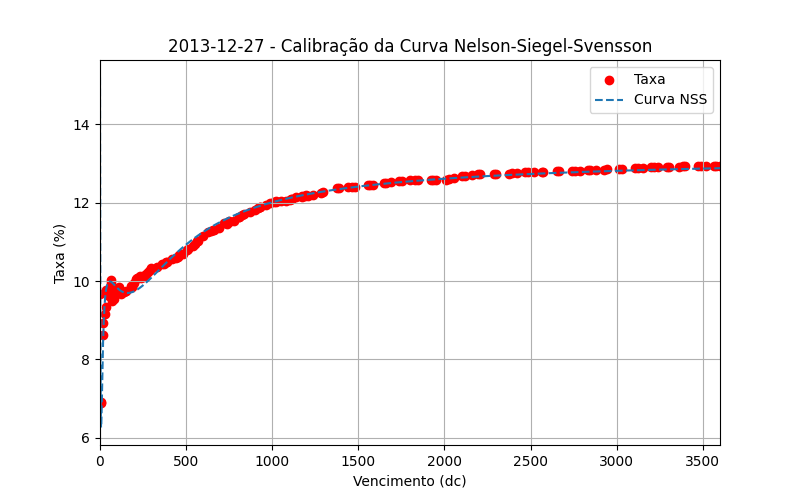 2013-12-27 - Calibração da Curva Nelson-Siegel-Svensson
Taxa
Curva NSS
Taxa (%)
14
12
10
8
6
0 500 1000 1500 2000 2500 3000 3500
Vencimento (dc)